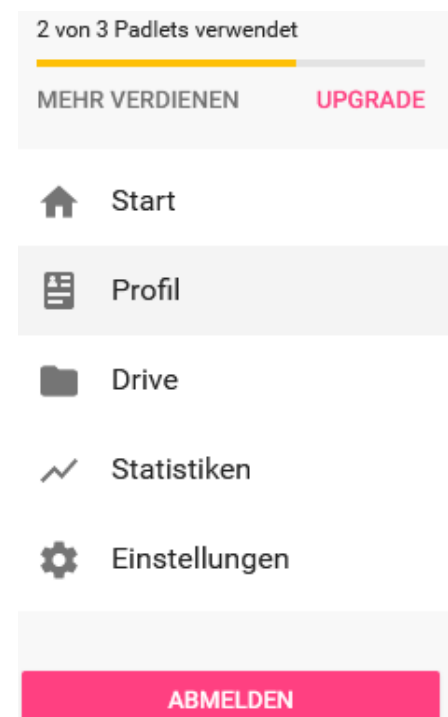 2 von 3 Padlets verwendet
MEHR VERDIENEN UPGRADE
Start
Profil
Drive
Statistiken
Einstellungen
ABMELDEN